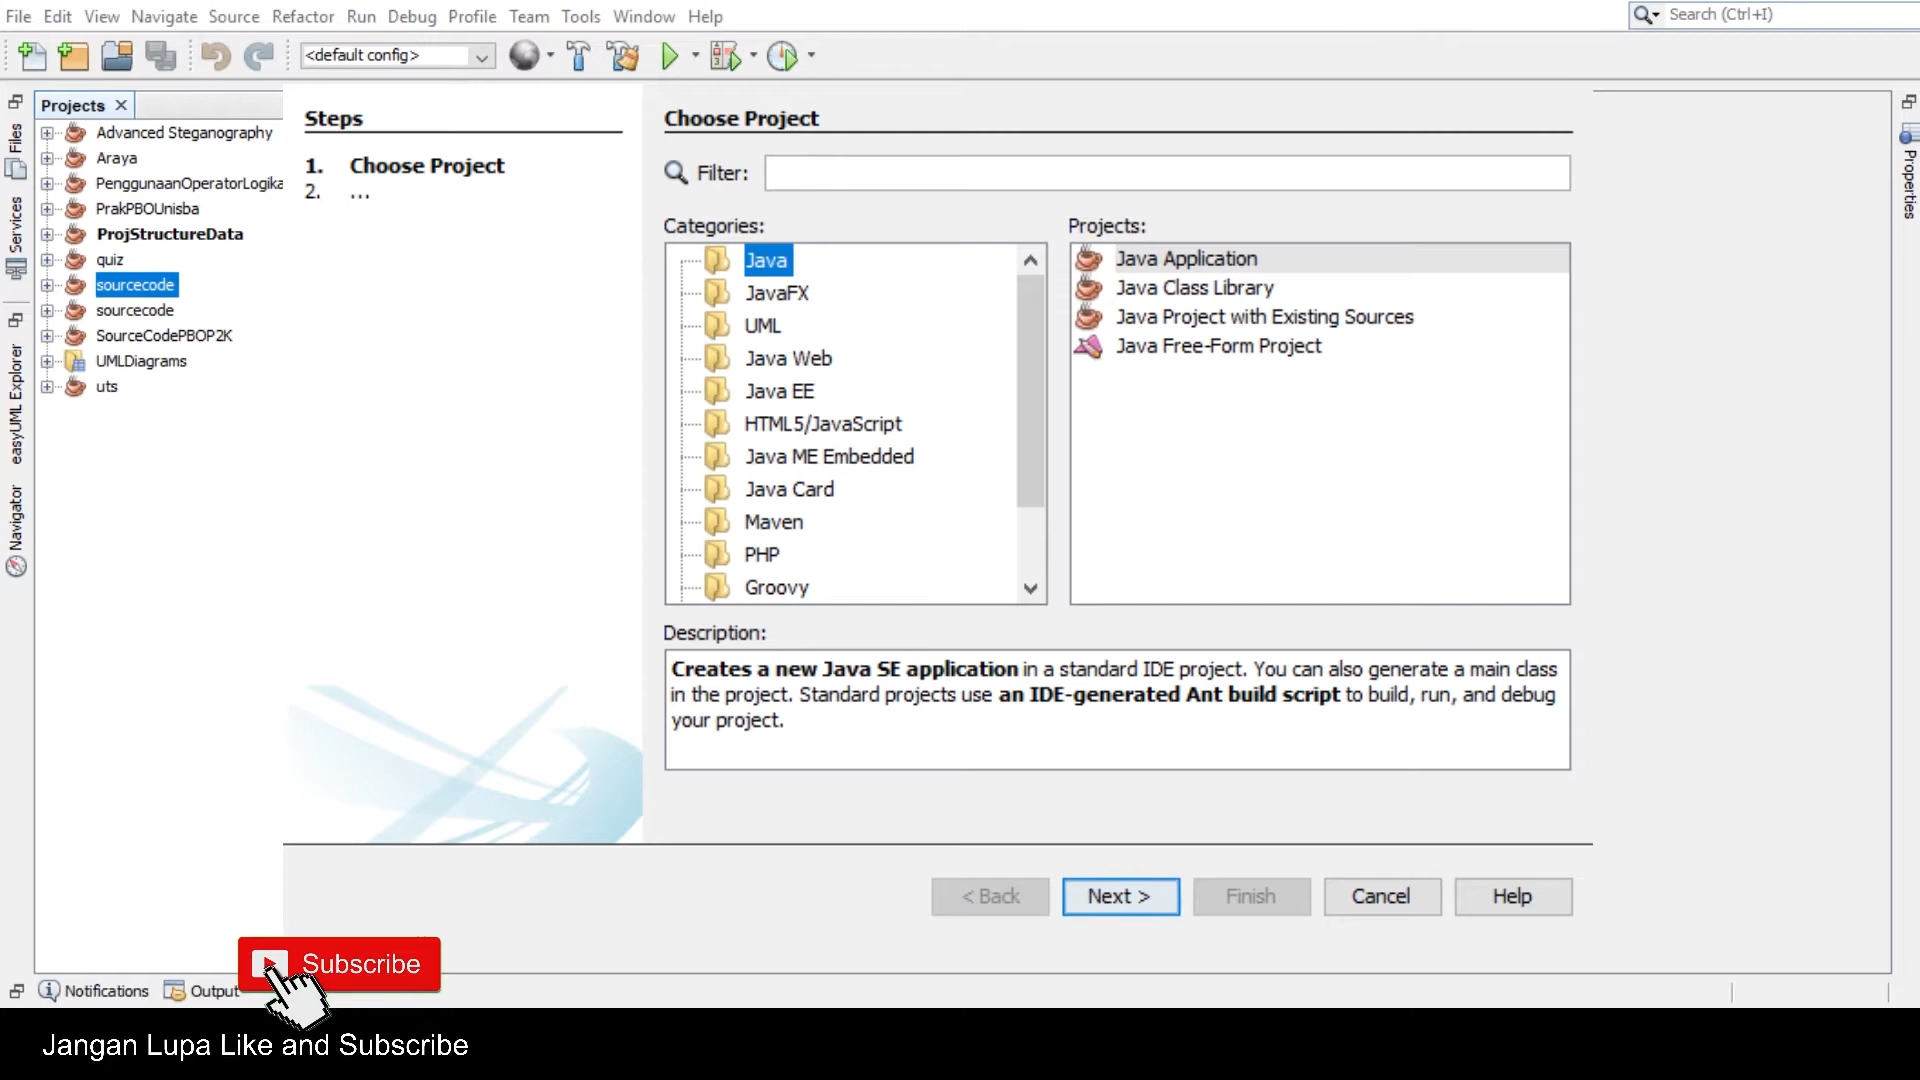 File Edit View Navigate Source Refactor Run Debug Profile Team Tools Window Help
Search (Ctrl+I)
<default config>
Files
Services
easyUML Explorer
Navigator
Projects
Advanced Steganography
Araya
PenggunaanOperatorLogika
PrakPBOUnisba
ProjStructureData
quiz
sourcecode
sourcecode
SourceCodePBOP2K
UMLDiagrams
uts
Steps
1. Choose Project
2. ...
Choose Project
Filter:
Categories:
Java
JavaFX
UML
Java Web
Java EE
HTML5/JavaScript
Java ME Embedded
Java Card
Maven
PHP
Groovy
Projects:
Java Application
Java Class Library
Java Project with Existing Sources
Java Free-Form Project
Description:
Creates a new Java SE application in a standard IDE project. You can also generate a main class
in the project. Standard projects use an IDE-generated Ant build script to build, run, and debug
your project.
< Back Next > Finish Cancel Help
Properties
Notifications Output
Subscribe
Jangan Lupa Like and Subscribe